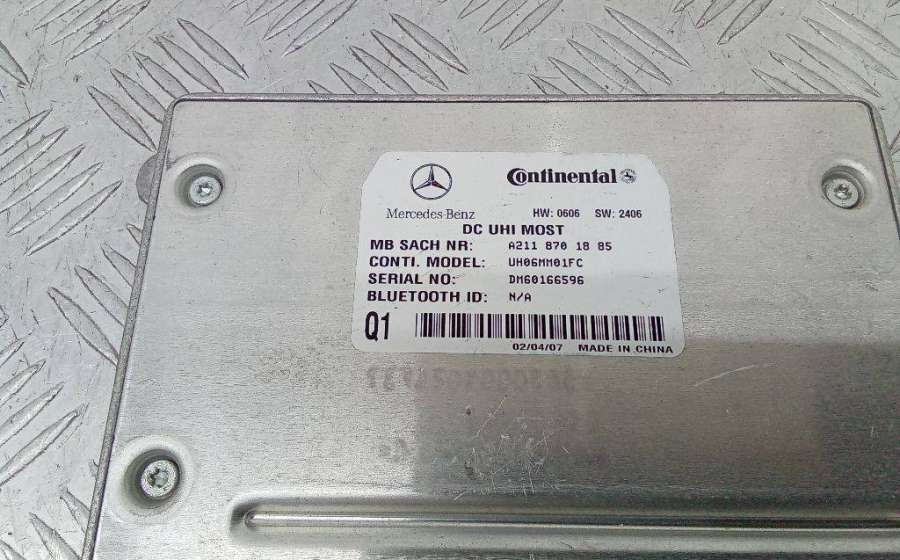 Continental
Mercedes-Benz
HW: 0606 SW: 2406
DC UHI MOST
MB SACH NR: A211 870 18 85
CONTI. MODEL: UH06MM01FC
SERIAL NO: DM60166596
BLUETOOTH ID: N/A
Q1
02/04/07 MADE IN CHINA